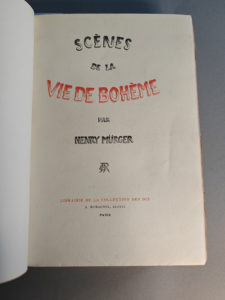 SCÈNES
DE LA
VIE DE BOHÈME
PAR
HENRY MURGER
LIBRAIRIE DE LA COLLECTION DES DIX
PARIS